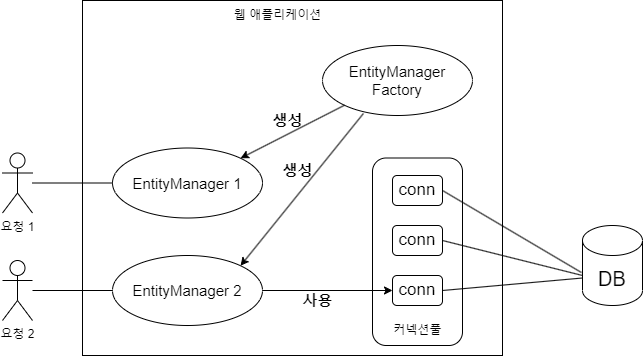 웹 애플리케이션
EntityManager
Factory
생성
생성
EntityManager 1
요청 1
conn
conn
conn
DB
EntityManager 2
사용
커넥션풀
요청 2